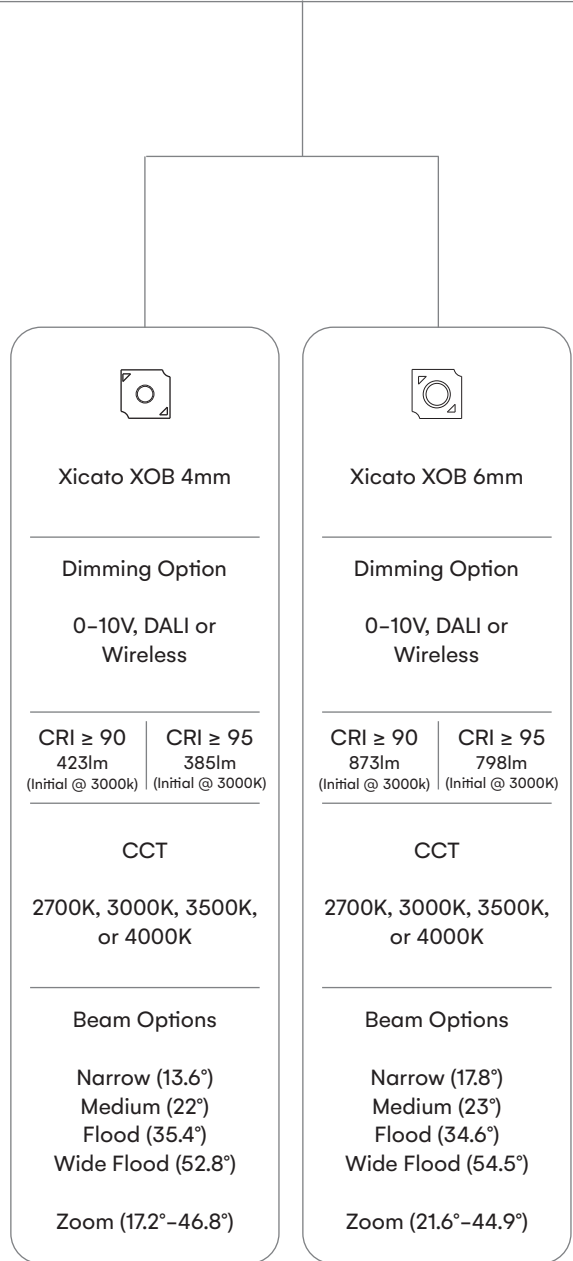 Xicato XOB 4mm
Dimming Option
0–10V, DALI or
Wireless
CRI ≥ 90
423lm
(Initial @ 3000k)
CRI ≥ 95
385lm
(Initial @ 3000K)
CCT
2700K, 3000K, 3500K,
or 4000K
Beam Options
Narrow (13.6°)
Medium (22°)
Flood (35.4°)
Wide Flood (52.8°)
Zoom (17.2°–46.8°)
Xicato XOB 6mm
Dimming Option
0–10V, DALI or
Wireless
CRI ≥ 90
873lm
(Initial @ 3000k)
CRI ≥ 95
798lm
(Initial @ 3000K)
CCT
2700K, 3000K, 3500K,
or 4000K
Beam Options
Narrow (17.8°)
Medium (23°)
Flood (34.6°)
Wide Flood (54.5°)
Zoom (21.6°–44.9°)